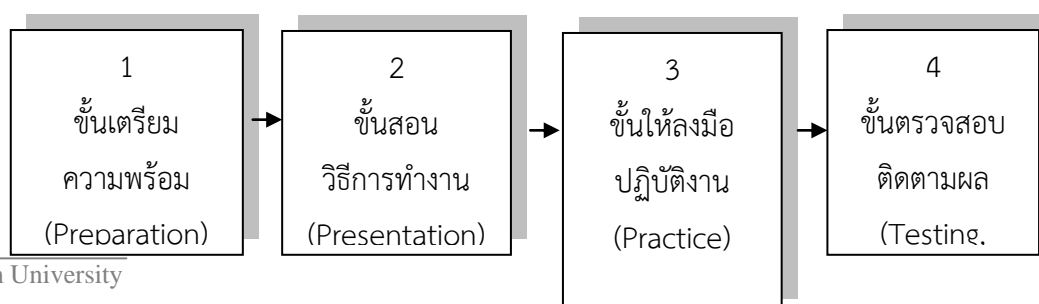 1
ขั้นเตรียม
ความพร้อม
(Preparation)
2
ขั้นสอน
วิธีการทำงาน
(Presentation)
3
ขั้นให้ลงมือ
ปฏิบัติงาน
(Practice)
4
ขั้นตรวจสอบ
ติดตามผล
(Testing,
University